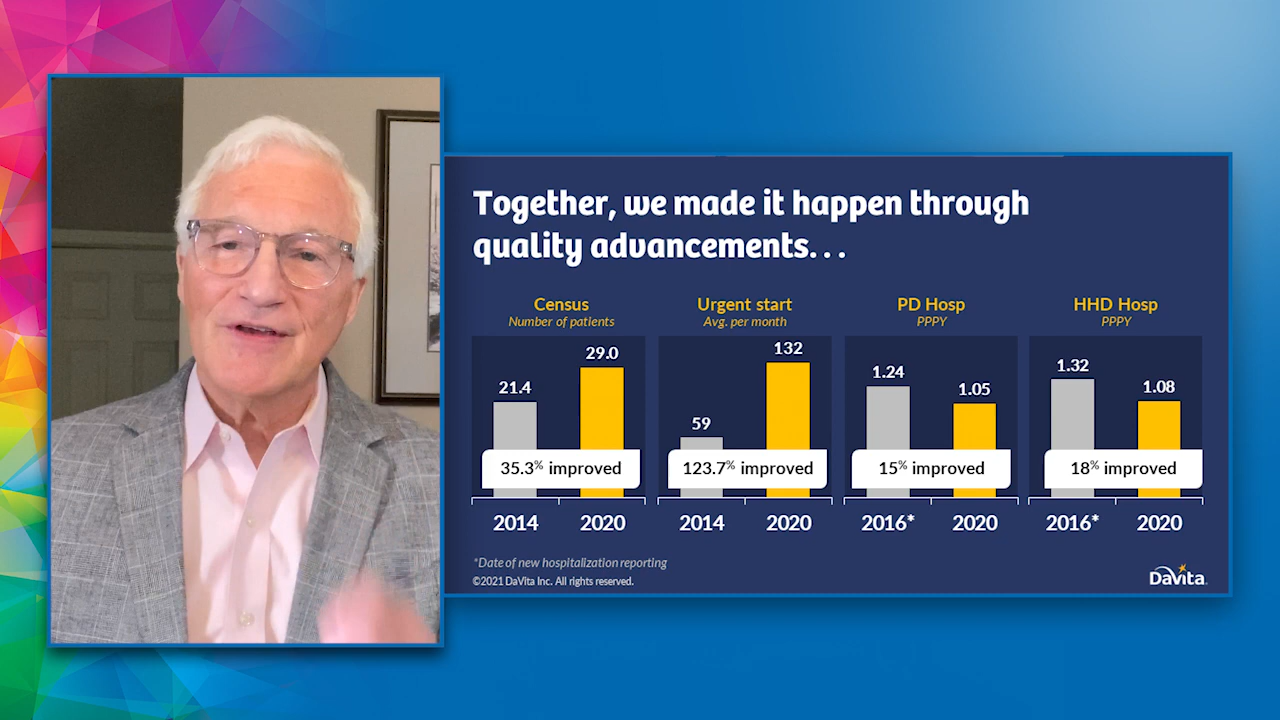 Together, we made it happen through
quality advancements...
Census
Number of patients
21.4
29.0
35.3% improved
2014
2020
Urgent start
Avg. per month
59
132
123.7% improved
2014
2020
PD Hosp
PPPY
1.24
1.05
15% improved
2016*
2020
HHD Hosp
PPPY
1.32
1.08
18% improved
2016*
2020
*Date of new hospitalization reporting
©2021 DaVita Inc. All rights reserved.
DaVita